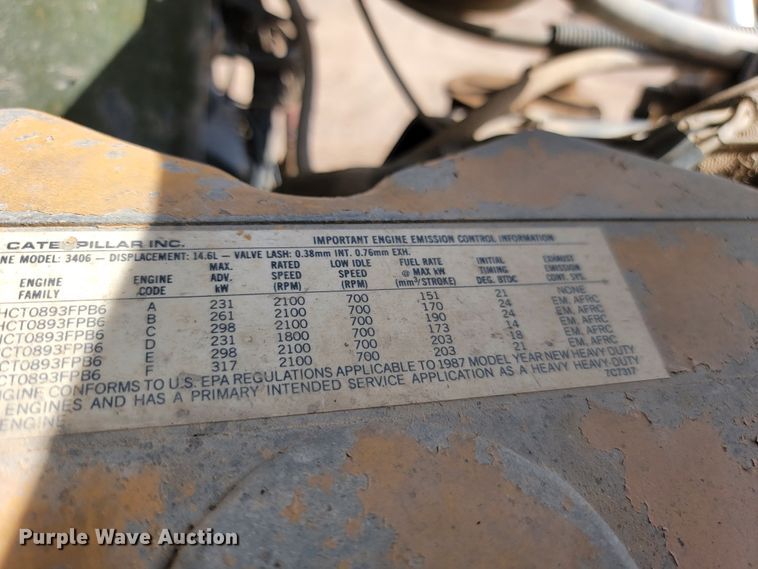 CATERPILLAR INC. IMPORTANT ENGINE EMISSION CONTROL INFORMATION
NE MODEL: 3406 – DISPLACEMENT: 14.6L – VALVE LASH: 0.38mm INT. 0.76mm EXH.
ENGINE FAMILY ENGINE CODE MAX. ADV. kW RATED SPEED (RPM) LOW IDLE SPEED (RPM) FUEL RATE @ MAX kW (mm³/STROKE) INITIAL TIMING DEG. BTDC EXHAUST EMISSION CONT. SYS.
HCT0893FPB6 A 231 2100 700 151 21 NONE
HCT0893FPB6 B 261 2100 700 170 24 EM, AFRC
HCT0893FPB6 C 298 2100 700 190 24 EM, AFRC
HCT0893FPB6 D 231 1800 700 173 14 EM, AFRC
CT0893FPB6 E 298 2100 700 203 18 EM, AFRC
CT0893FPB6 F 317 2100 700 203 21 EM, AFRC
GINE CONFORMS TO U.S. EPA REGULATIONS APPLICABLE TO 1987 MODEL YEAR NEW HEAVY-DUTY
ENGINES AND HAS A PRIMARY INTENDED SERVICE APPLICATION AS A HEAVY HEAVY-DUTY
ENGINE 7C7317
Purple Wave Auction